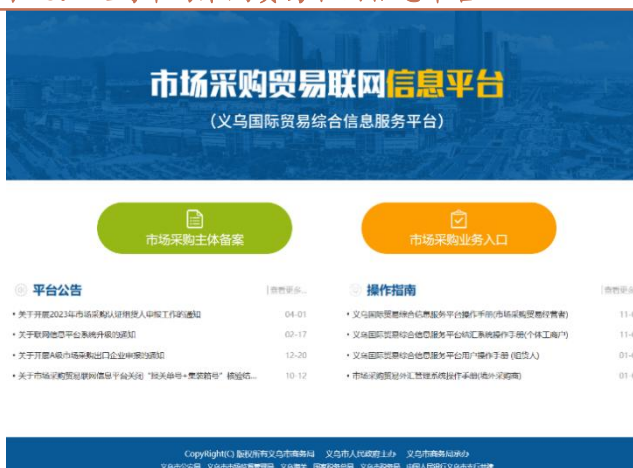 市场采购贸易联网信息平台
（义乌国际贸易综合信息服务平台）
市场采购主体备案
市场采购业务入口
平台公告
查看更多...
• 关于开展2023年市场采购认证组货人申报工作的通知 04-01
• 关于联网信息平台系统升级的通知 02-17
• 关于开展A级市场采购出口企业申报的通知 12-20
• 关于市场采购贸易联网信息平台关闭“报关单号+集装箱号”核验结... 10-12
操作指南
查看更多
• 义乌国际贸易综合信息服务平台操作手册(市场采购贸易经营者) 11-
• 义乌国际贸易综合信息服务平台结汇系统操作手册(个体工商户) 11-
• 义乌国际贸易综合信息服务平台用户操作手册 (组货人) 01-
• 市场采购贸易外汇管理系统操作手册(境外采购商) 01-
CopyRight(C) 版权所有义乌市商务局 义乌市人民政府主办 义乌市商务局承办